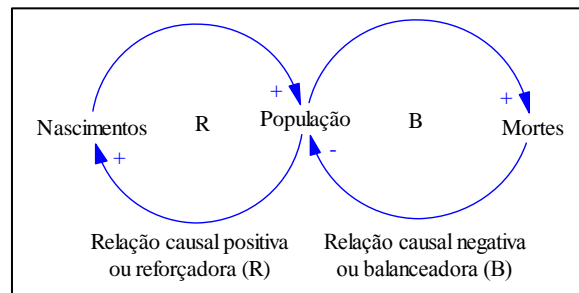 +
+
Nascimentos
R
População
B
Mortes
+
-
Relação causal positiva
ou reforçadora (R)
Relação causal negativa
ou balanceadora (B)